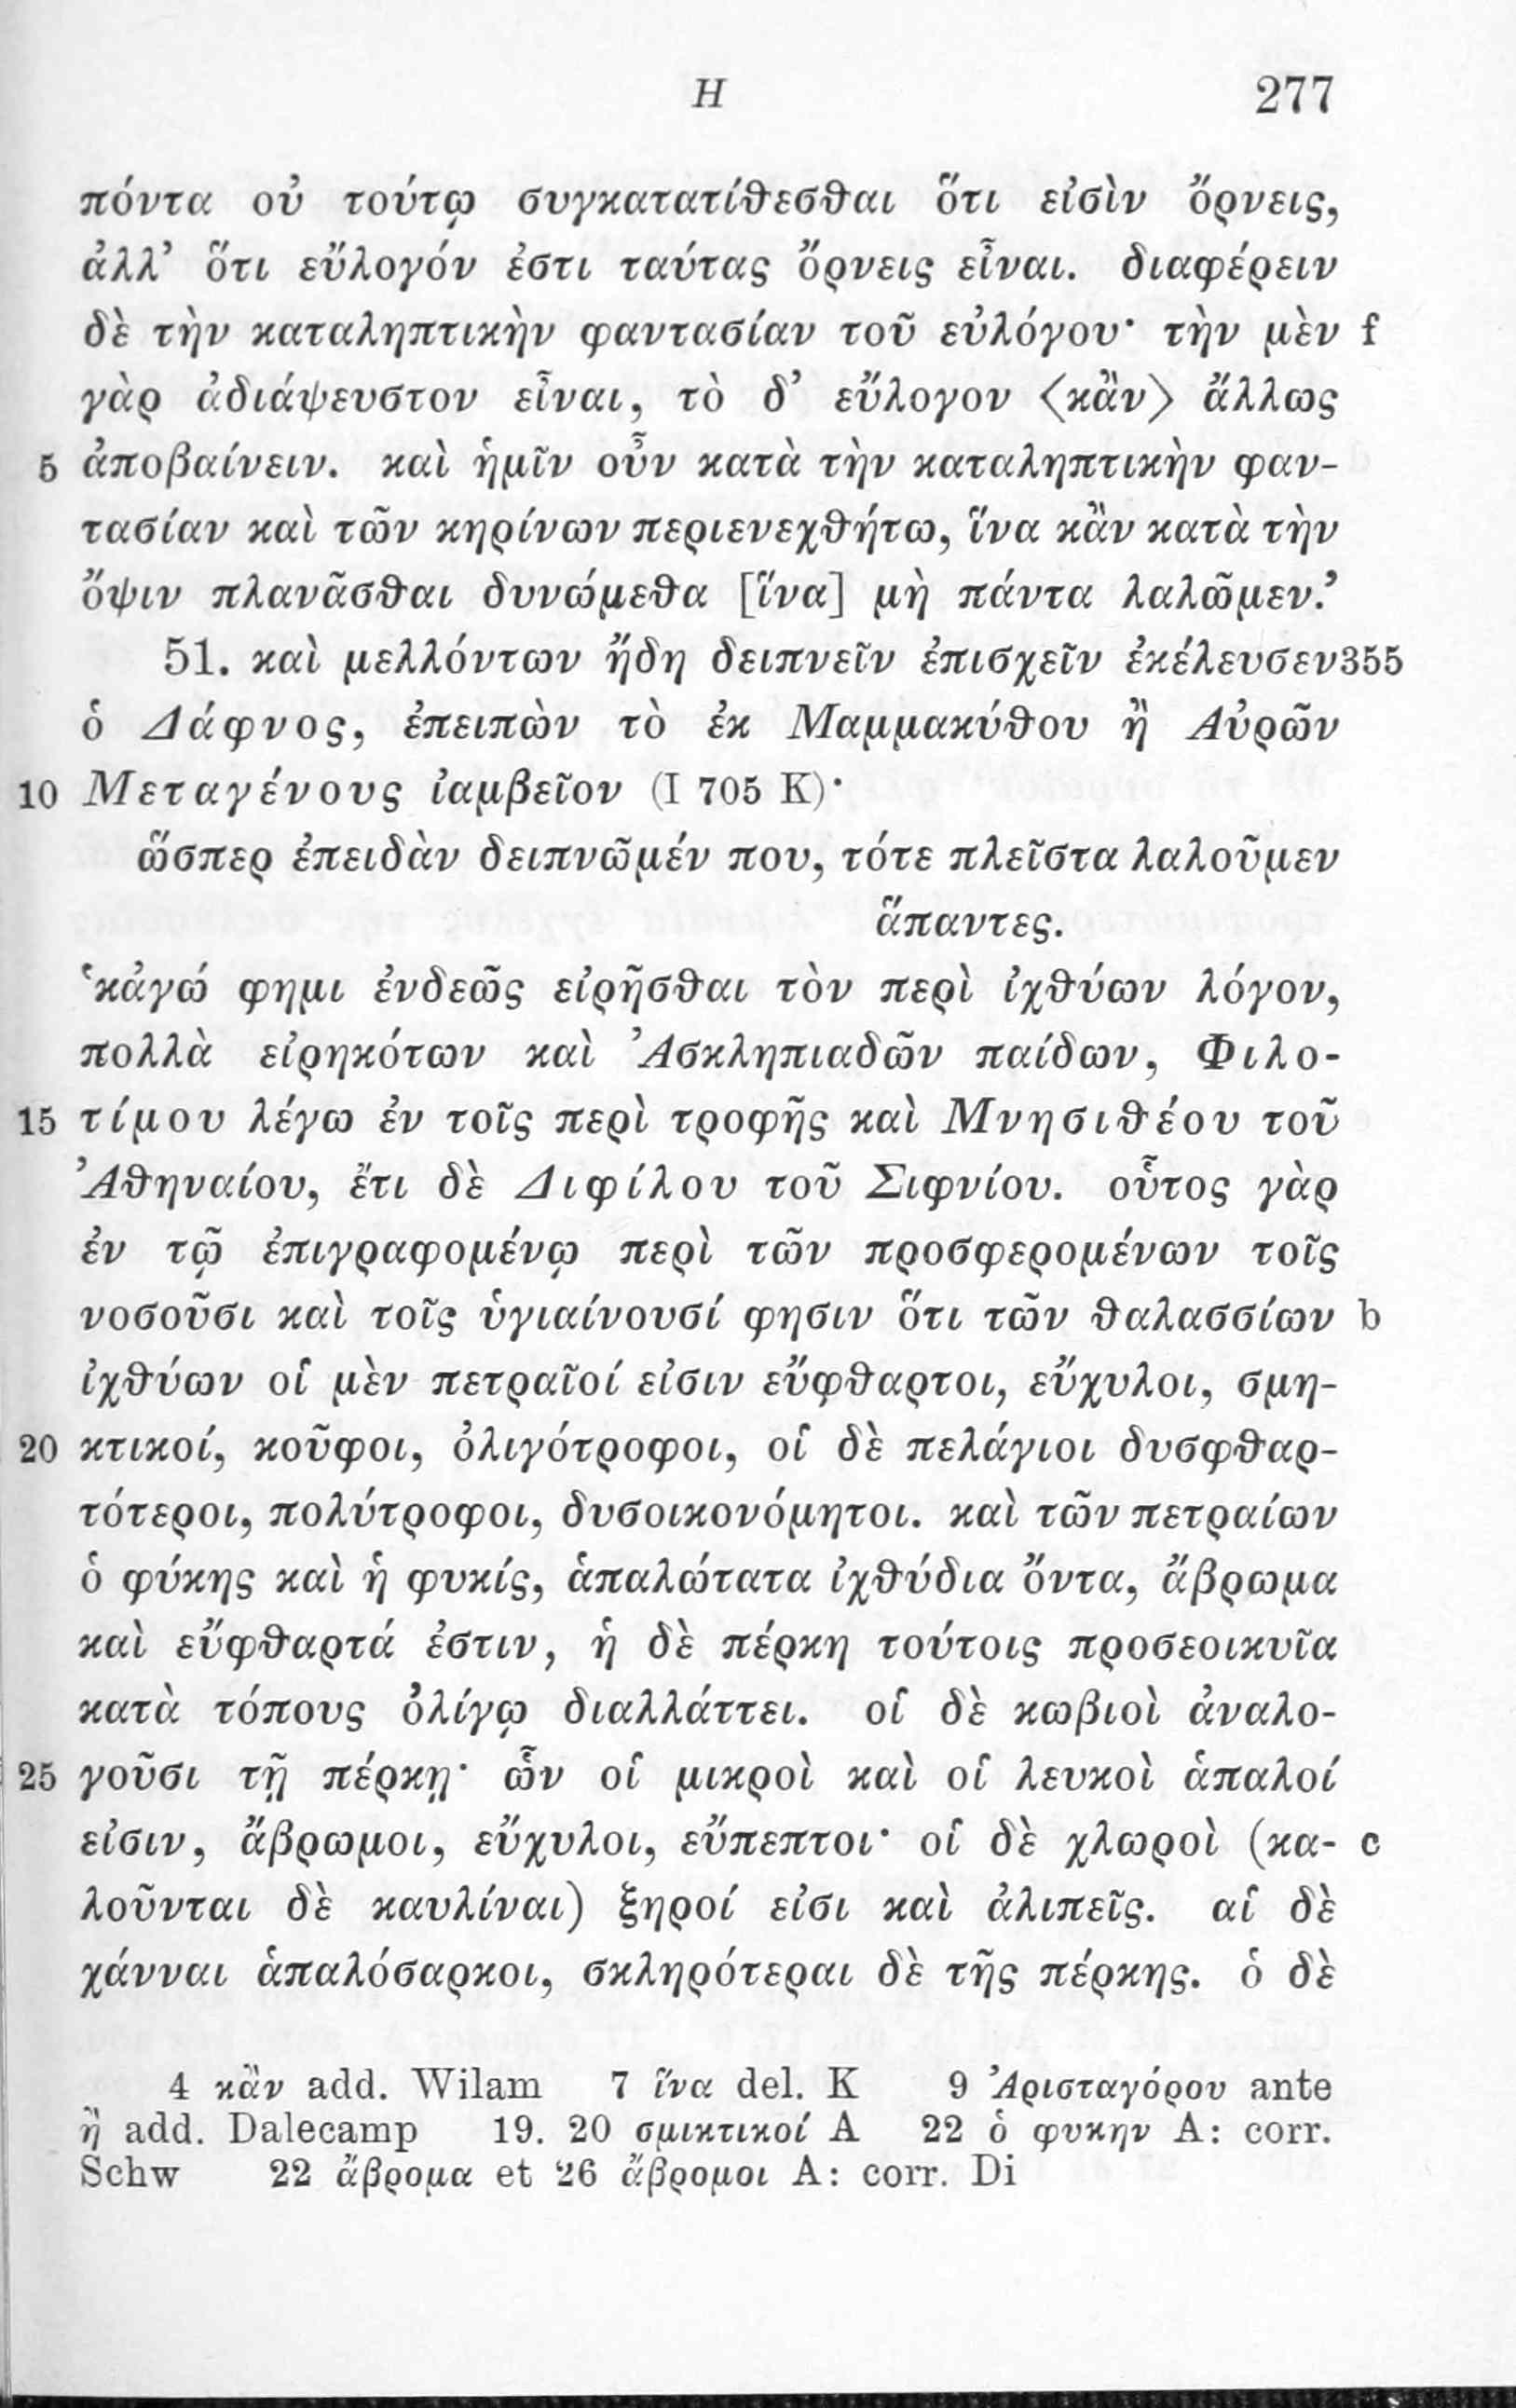 Η 277
πόντα οὐ τούτῳ συγκατατίθεσθαι ὅτι εἰσὶν ὄρνεις,
ἀλλ’ ὅτι εὔλογόν ἐστι ταύτας ὄρνεις εἶναι. διαφέρειν
δὲ τὴν καταληπτικὴν φαντασίαν τοῦ εὐλόγου· τὴν μὲν f
γὰρ ἀδιάψευστον εἶναι, τὸ δ’ εὔλογον 〈κἂν〉 ἄλλως
5 ἀποβαίνειν. καὶ ἡμῖν οὖν κατὰ τὴν καταληπτικὴν φαν-
τασίαν καὶ τῶν κηρίνων περιενεχθήτω, ἵνα κἂν κατὰ τὴν
ὄψιν πλανᾶσθαι δυνώμεθα [ἵνα] μὴ πάντα λαλῶμεν.’
51. καὶ μελλόντων ἤδη δειπνεῖν ἐπισχεῖν ἐκέλευσεν 355
ὁ Δάφνος, ἐπειπὼν τὸ ἐκ Μαμμακύθου ἢ Αὐρῶν
10 Μεταγένους ἰαμβεῖον (I 705 K)·
ὥσπερ ἐπειδὰν δειπνῶμέν που, τότε πλεῖστα λαλοῦμεν
ἅπαντες.
‘κἀγώ φημι ἐνδεῶς εἰρῆσθαι τὸν περὶ ἰχθύων λόγον,
πολλὰ εἰρηκότων καὶ Ἀσκληπιαδῶν παίδων, Φιλο-
15 τίμου λέγω ἐν τοῖς περὶ τροφῆς καὶ Μνησιθέου τοῦ
Ἀθηναίου, ἔτι δὲ Διφίλου τοῦ Σιφνίου. οὗτος γὰρ
ἐν τῷ ἐπιγραφομένῳ περὶ τῶν προσφερομένων τοῖς
νοσοῦσι καὶ τοῖς ὑγιαίνουσί φησιν ὅτι τῶν θαλασσίων b
ἰχθύων οἱ μὲν πετραῖοί εἰσιν εὔφθαρτοι, εὔχυλοι, σμη-
20 κτικοί, κοῦφοι, ὀλιγότροφοι, οἱ δὲ πελάγιοι δυσφθαρ-
τότεροι, πολύτροφοι, δυσοικονόμητοι. καὶ τῶν πετραίων
ὁ φύκης καὶ ἡ φυκίς, ἁπαλώτατα ἰχθύδια ὄντα, ἄβρωμα
καὶ εὔφθαρτά ἐστιν, ἡ δὲ πέρκη τούτοις προσεοικυῖα
κατὰ τόπους ὀλίγῳ διαλλάττει. οἱ δὲ κωβιοὶ ἀναλο-
25 γοῦσι τῇ πέρκῃ· ὧν οἱ μικροὶ καὶ οἱ λευκοὶ ἁπαλοί
εἰσιν, ἄβρωμοι, εὔχυλοι, εὔπεπτοι· οἱ δὲ χλωροὶ (κα- c
λοῦνται δὲ καυλίναι) ξηροί εἰσι καὶ ἀλιπεῖς. αἱ δὲ
χάνναι ἁπαλόσαρκοι, σκληρότεραι δὲ τῆς πέρκης. ὁ δὲ
4 κἂν add. Wilam 7 ἵνα del. K 9 Ἀρισταγόρου ante
ἢ add. Dalecamp 19. 20 σμικτικοί A 22 ὁ φυκην A: corr.
Schw 22 ἄβρομα et 26 ἄβρομοι A: corr. Di